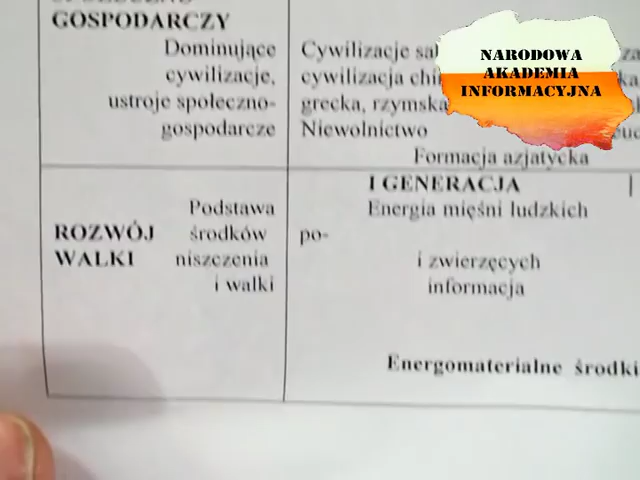 GOSPODARCZY
Dominujące
cywilizacje,
ustroje społeczno-
gospodarcze
Cywilizacje
cywilizacja
grecka, rzymska
Niewolnictwo
Formacja azjatycka
NARODOWA
AKADEMIA
INFORMACYJNA
ROZWÓJ
WALKI
Podstawa
środków
niszczenia
i walki
I GENERACJA
Energia mięśni ludzkich
po-
i zwierzęcych
informacja
Energomaterialne środki